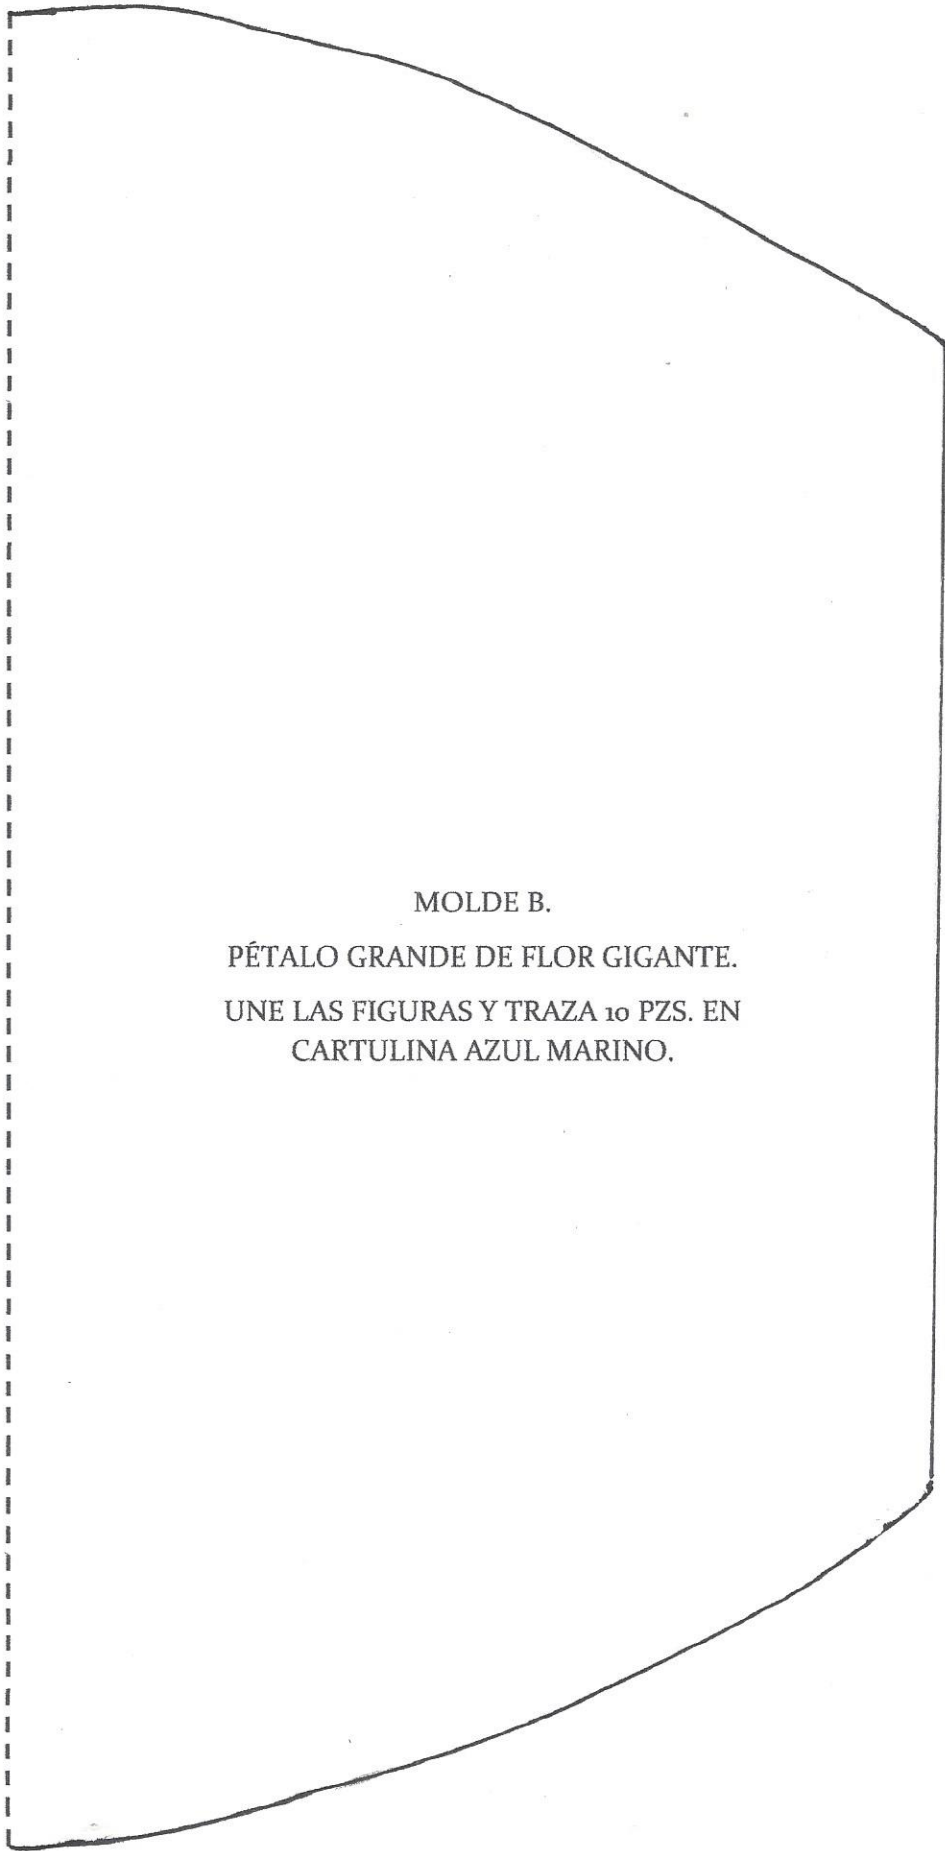 MOLDE B.
PÉTALO GRANDE DE FLOR GIGANTE.
UNE LAS FIGURAS Y TRAZA 10 PZS. EN
CARTULINA AZUL MARINO.